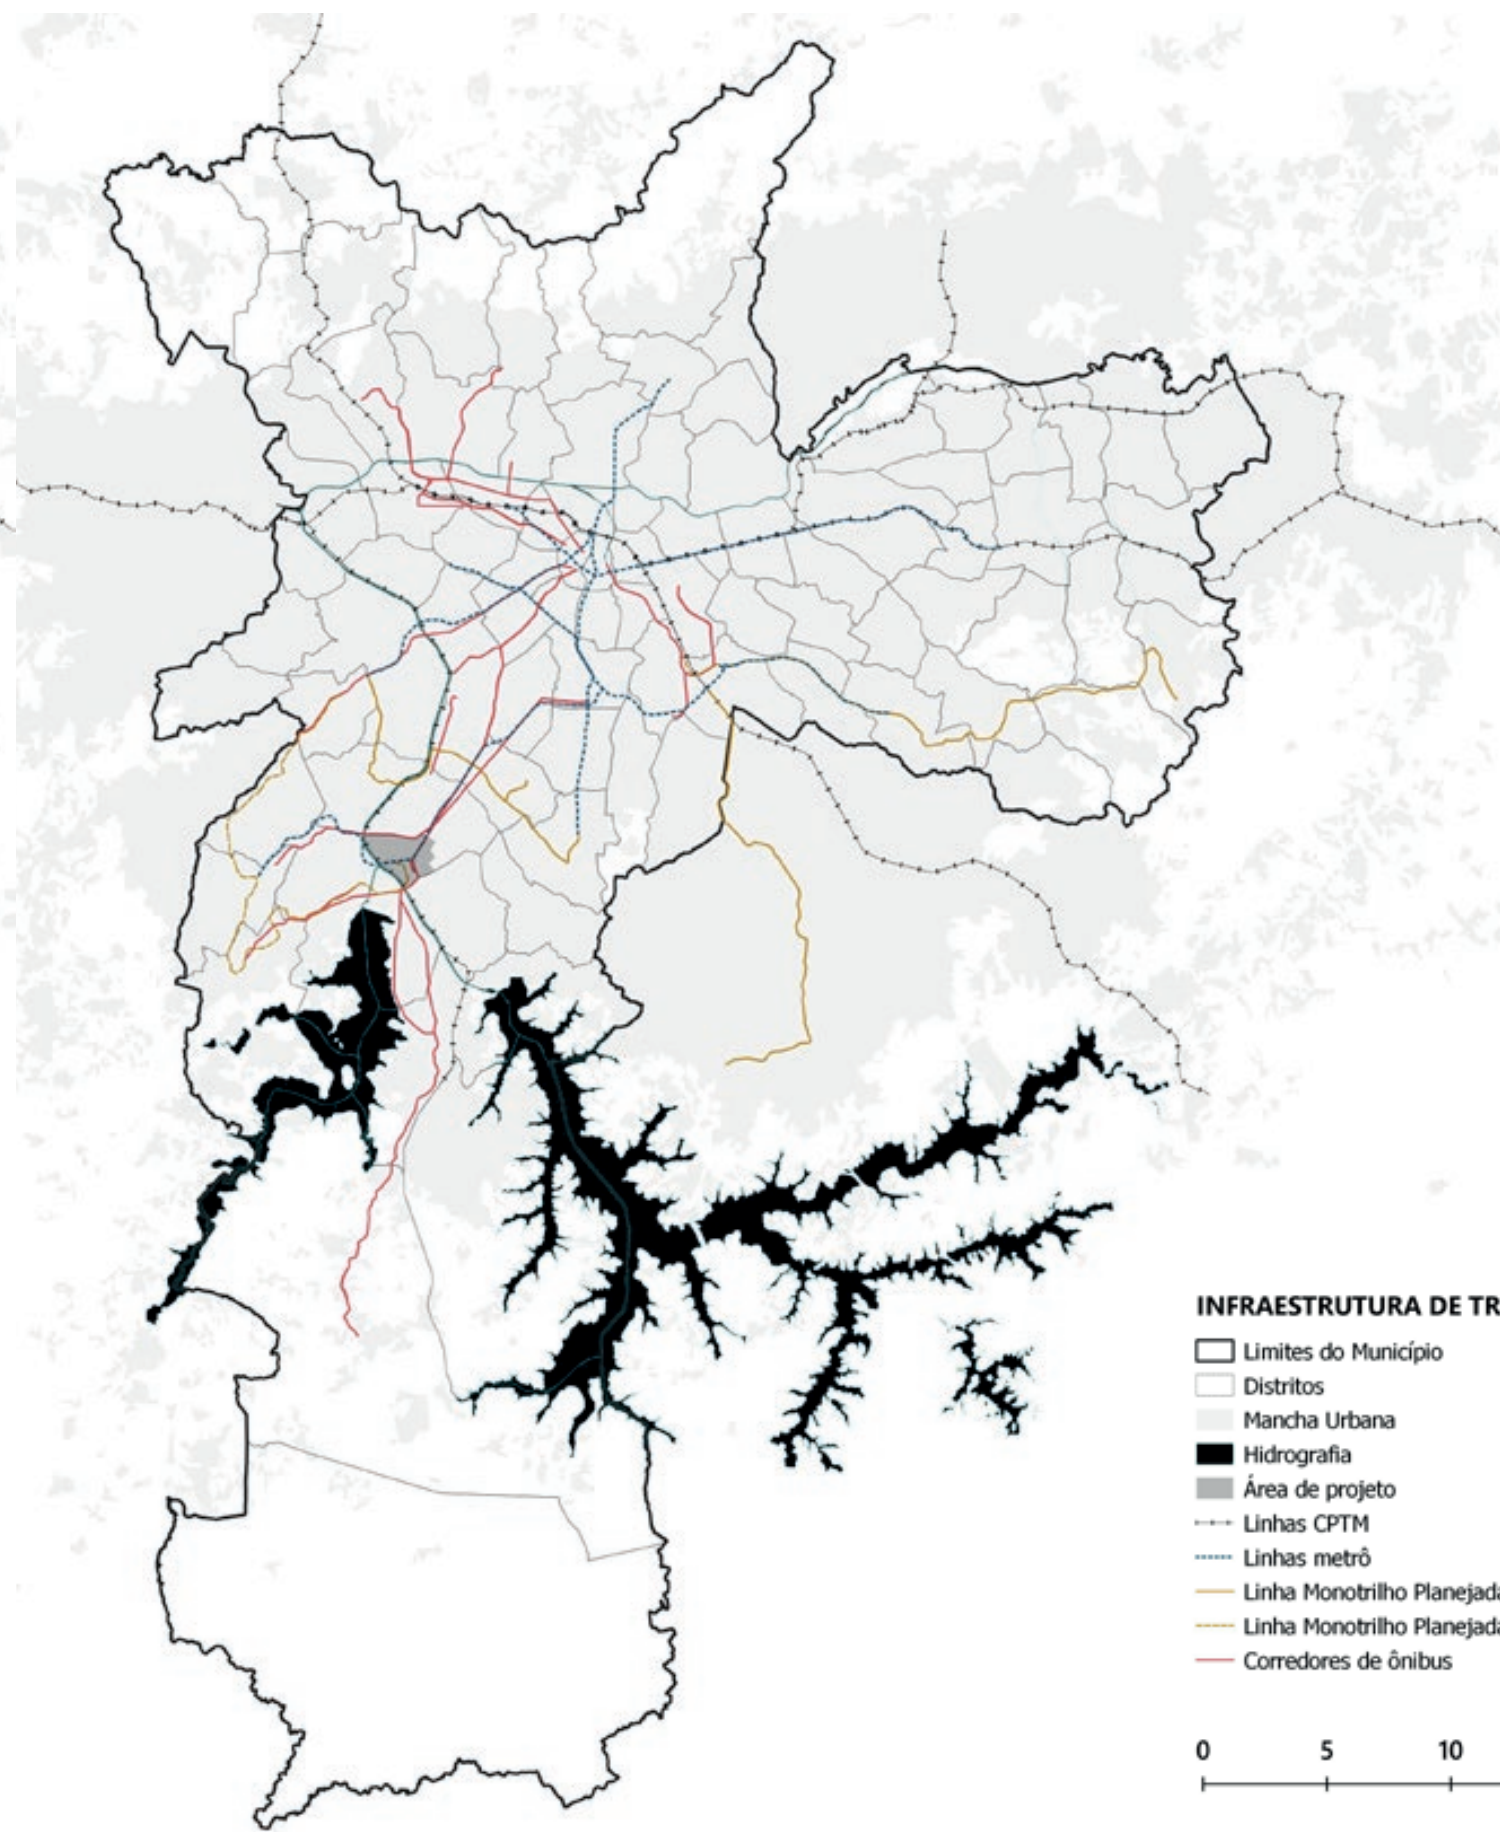 INFRAESTRUTURA DE TR
Limites do Município
Distritos
Mancha Urbana
Hidrografia
Área de projeto
Linhas CPTM
Linhas metrô
Linha Monotrilho Planejada
Linha Monotrilho Planejada
Corredores de ônibus
0 5 10